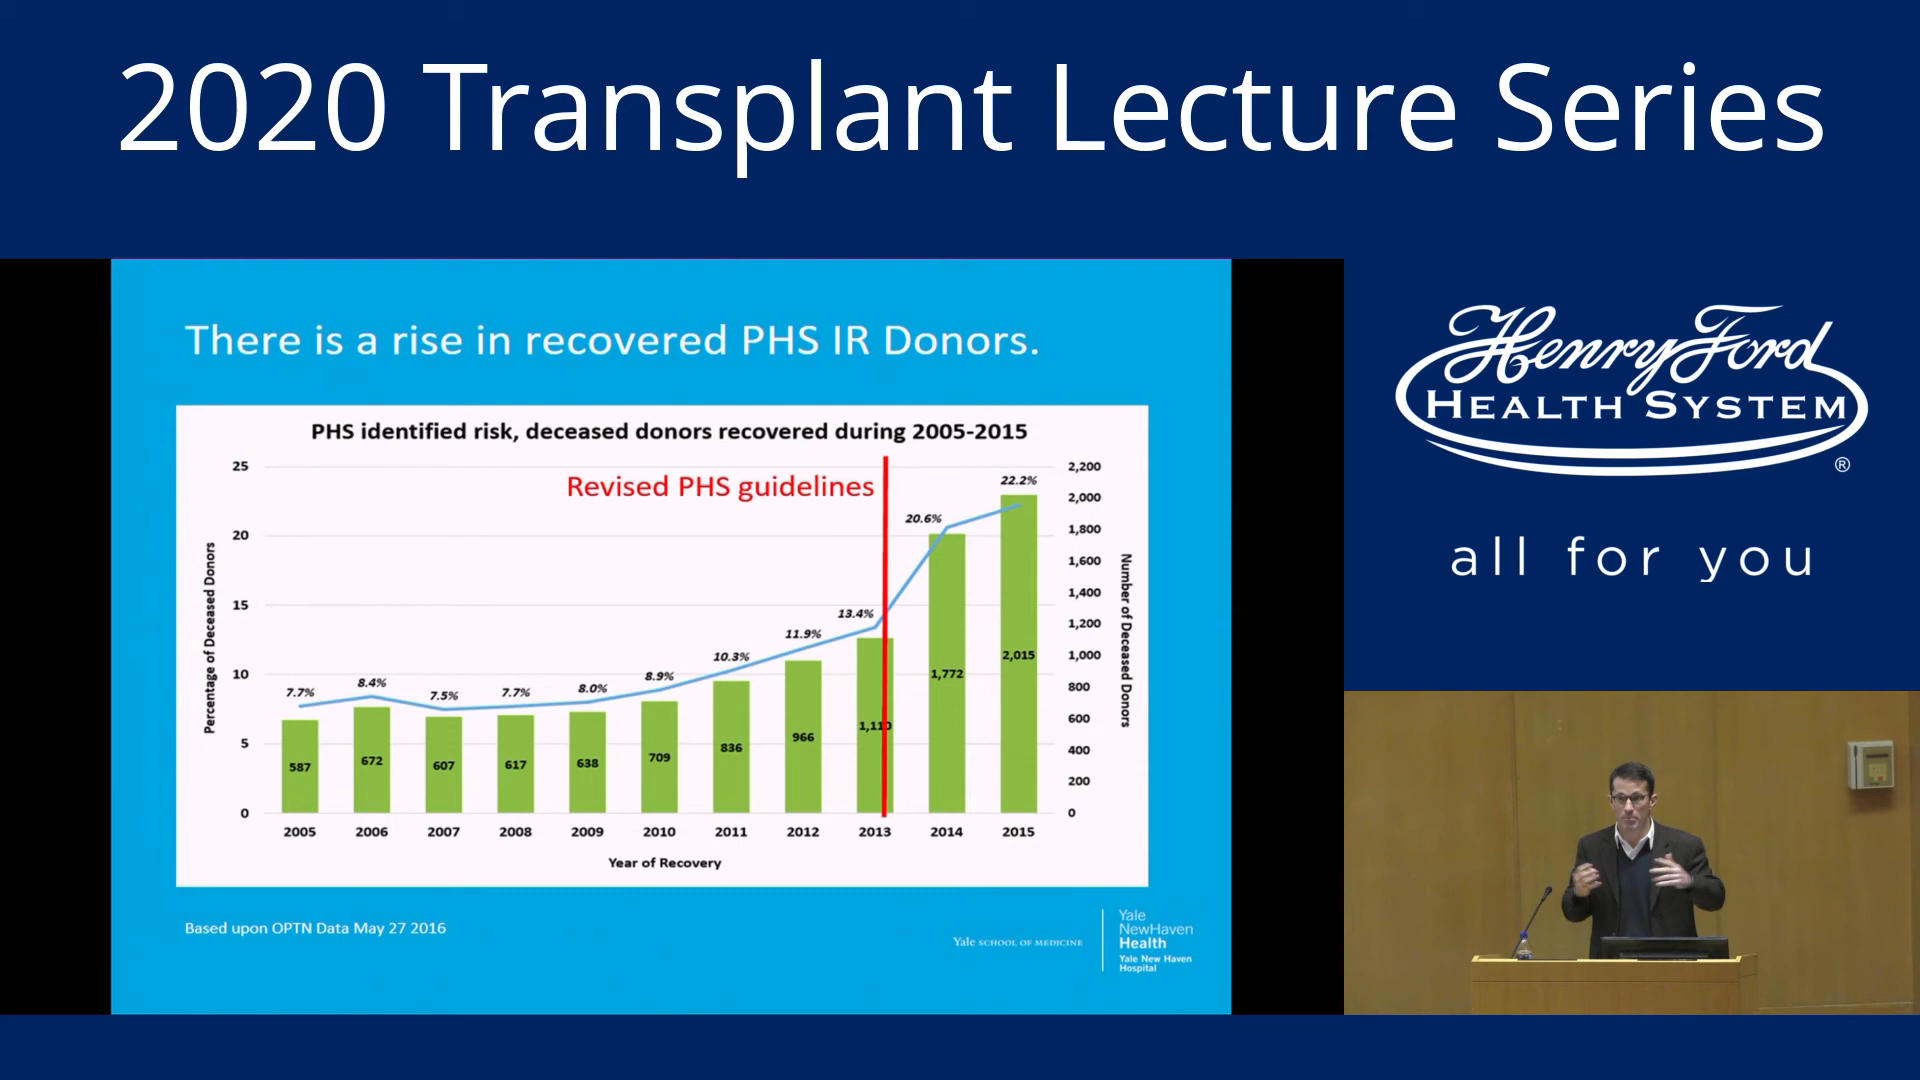 2020 Transplant Lecture Series
There is a rise in recovered PHS IR Donors.
PHS identified risk, deceased donors recovered during 2005-2015
Revised PHS guidelines
Percentage of Deceased Donors
25
20
15
10
5
0
7.7%
8.4%
7.5%
7.7%
8.0%
8.9%
10.3%
11.9%
13.4%
20.6%
22.2%
587
672
607
617
638
709
836
966
1,110
1,772
2,015
2,200
2,000
1,800
1,600
1,400
1,200
1,000
800
600
400
200
0
Number of Deceased Donors
2005 2006 2007 2008 2009 2010 2011 2012 2013 2014 2015
Year of Recovery
Based upon OPTN Data May 27 2016
Yale SCHOOL OF MEDICINE
Yale
NewHaven
Health
Yale New Haven
Hospital
Henry Ford
HEALTH SYSTEM
®
all for you